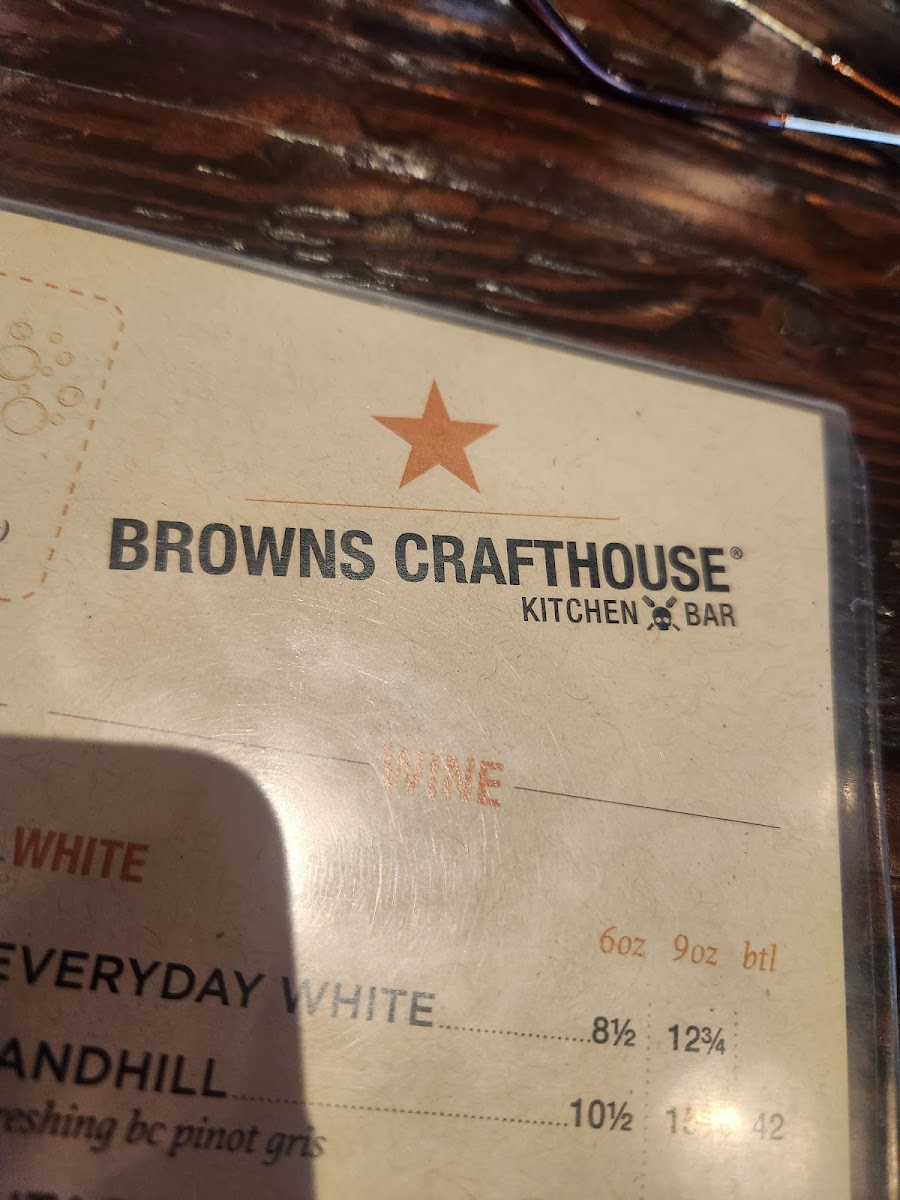 BROWNS CRAFTHOUSE®
KITCHEN BAR
WINE
WHITE
6oz 9oz btl
EVERYDAY WHITE 8½ 12¾
ANDHILL 10½ 42
reshing bc pinot gris